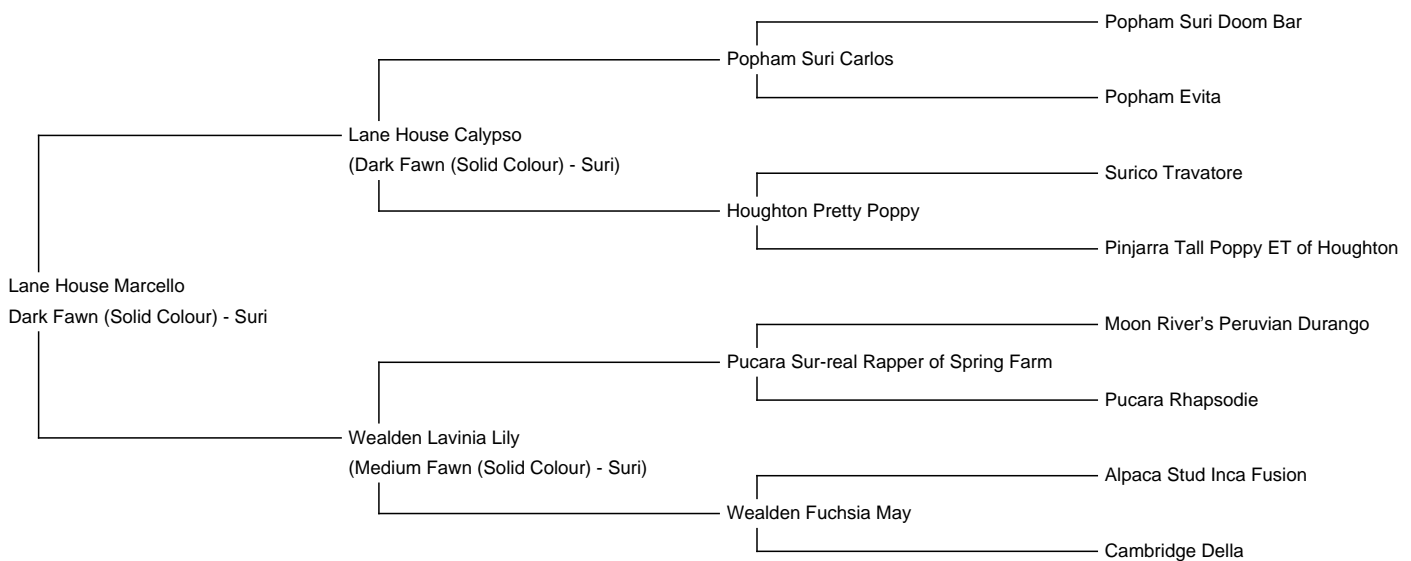 Popham Suri Doom Bar
Popham Suri Carlos
Popham Evita
Lane House Calypso
(Dark Fawn (Solid Colour) - Suri)
Surico Travatore
Houghton Pretty Poppy
Pinjarra Tall Poppy ET of Houghton
Lane House Marcello
Dark Fawn (Solid Colour) - Suri
Moon River's Peruvian Durango
Pucara Sur-real Rapper of Spring Farm
Pucara Rhapsodie
Wealden Lavinia Lily
(Medium Fawn (Solid Colour) - Suri)
Alpaca Stud Inca Fusion
Wealden Fuchsia May
Cambridge Della